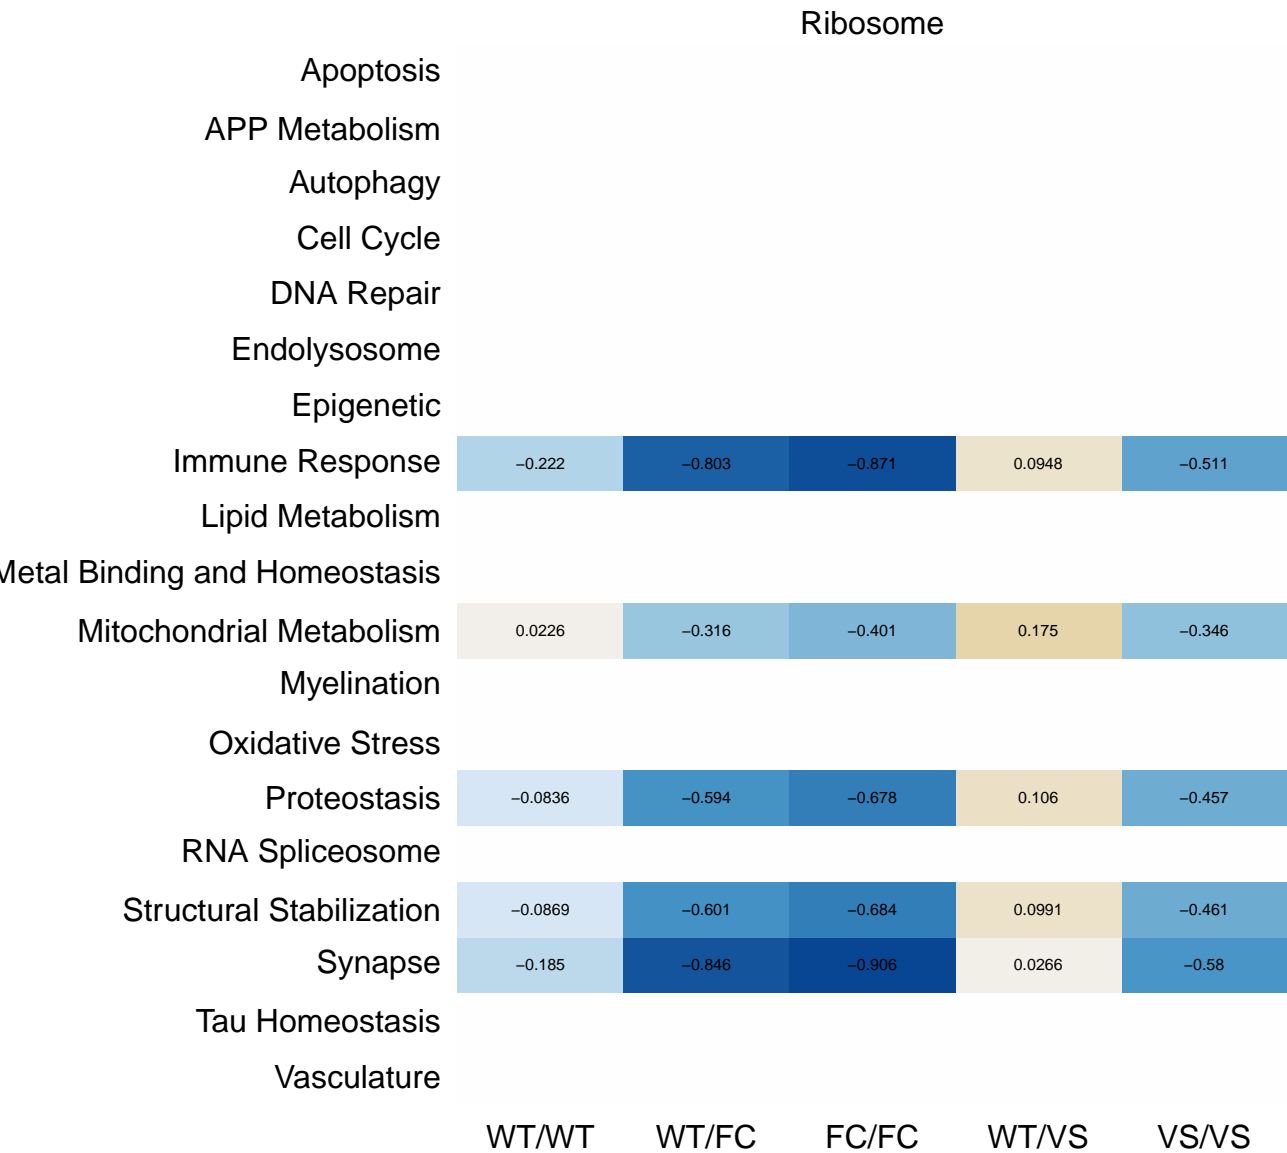 Ribosome
Apoptosis
APP Metabolism
Autophagy
Cell Cycle
DNA Repair
Endolysosome
Epigenetic
Immune Response −0.222 −0.803 −0.871 0.0948 −0.511
Lipid Metabolism
Metal Binding and Homeostasis
Mitochondrial Metabolism 0.0226 −0.316 −0.401 0.175 −0.346
Myelination
Oxidative Stress
Proteostasis −0.0836 −0.594 −0.678 0.106 −0.457
RNA Spliceosome
Structural Stabilization −0.0869 −0.601 −0.684 0.0991 −0.461
Synapse −0.185 −0.846 −0.906 0.0266 −0.58
Tau Homeostasis
Vasculature
WT/WT WT/FC FC/FC WT/VS VS/VS